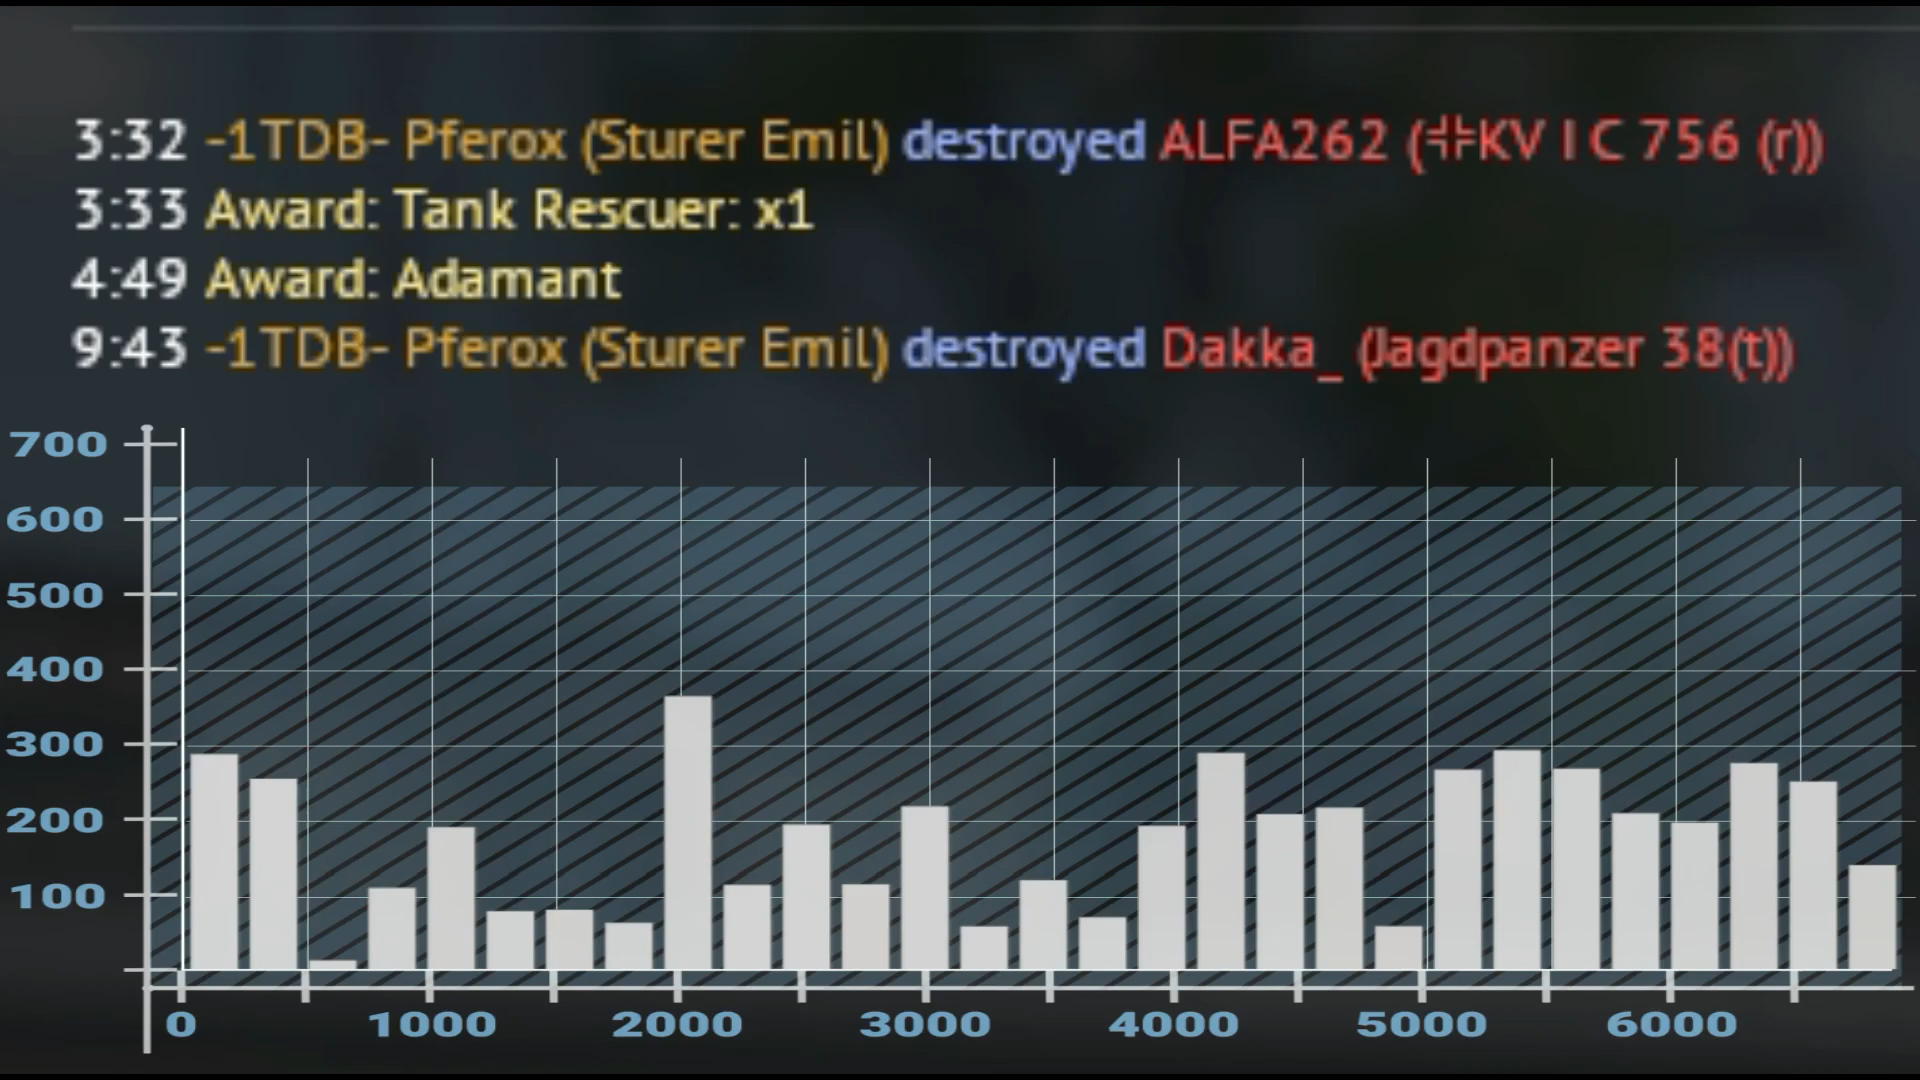 3:32 -1TDB- Pferox (Sturer Emil) destroyed ALFA262 (╬KV I C 756 (r))
3:33 Award: Tank Rescuer: x1
4:49 Award: Adamant
9:43 -1TDB- Pferox (Sturer Emil) destroyed Dakka_ (Jagdpanzer 38(t))
700
600
500
400
300
200
100
0 1000 2000 3000 4000 5000 6000